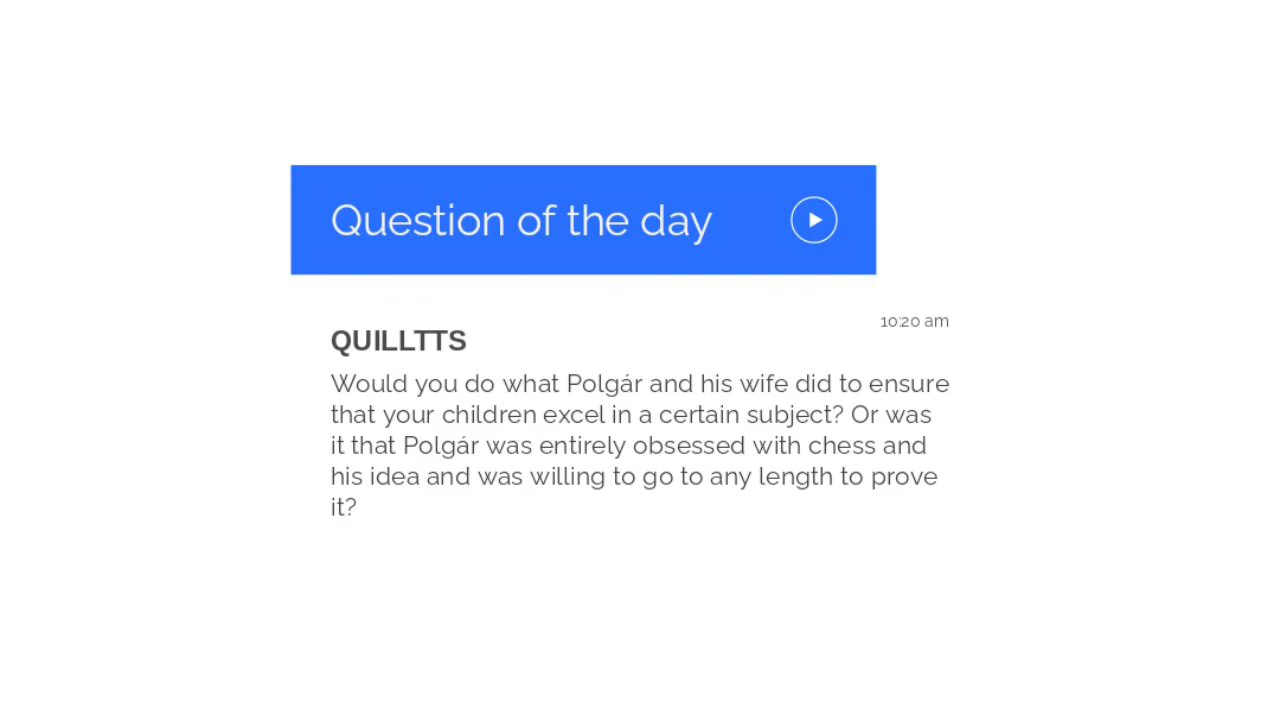 Question of the day
10:20 am
QUILLTTS
Would you do what Polgár and his wife did to ensure
that your children excel in a certain subject? Or was
it that Polgár was entirely obsessed with chess and
his idea and was willing to go to any length to prove
it?